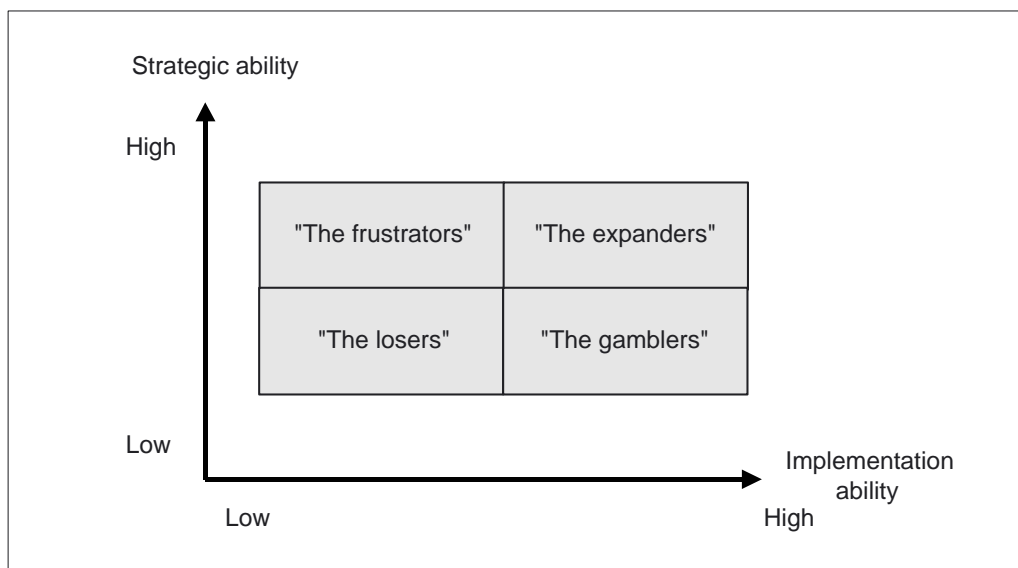 Strategic ability
High
"The frustrators" "The expanders"
"The losers" "The gamblers"
Low
Implementation
ability
Low High